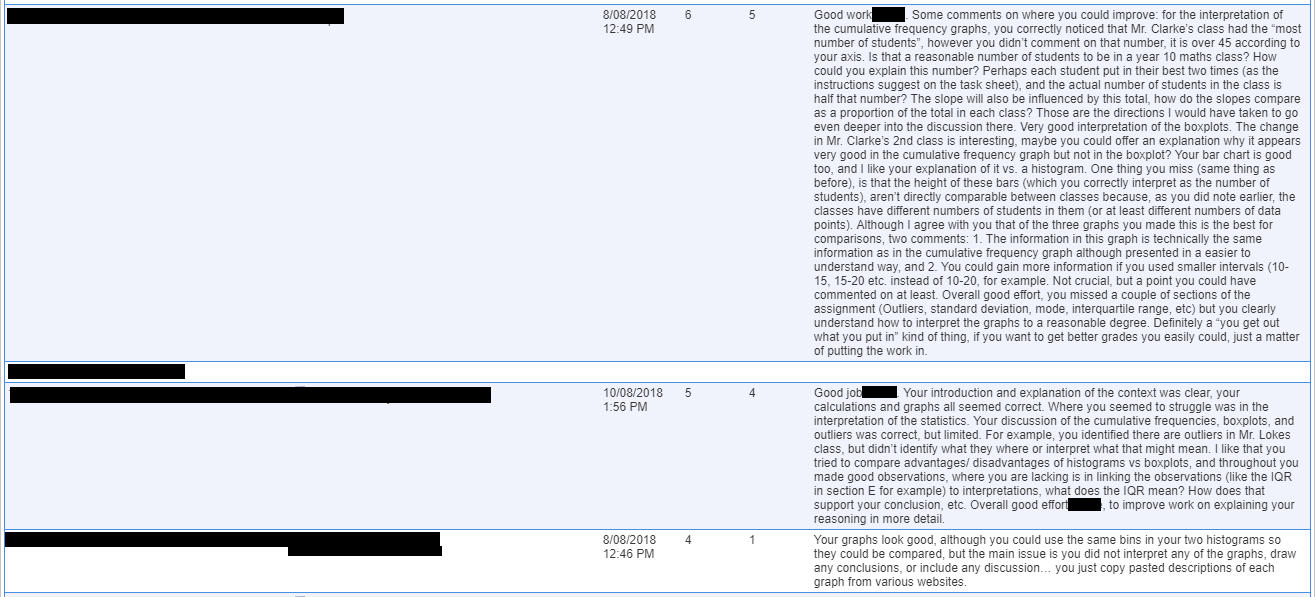 8/08/2018 6 5 Good work . Some comments on where you could improve: for the interpretation of
12:49 PM the cumulative frequency graphs, you correctly noticed that Mr. Clarke's class had the “most
number of students”, however you didn't comment on that number, it is over 45 according to
your axis. Is that a reasonable number of students to be in a year 10 maths class? How
could you explain this number? Perhaps each student put in their best two times (as the
instructions suggest on the task sheet), and the actual number of students in the class is
half that number? The slope will also be influenced by this total, how do the slopes compare
as a proportion of the total in each class? Those are the directions I would have taken to go
even deeper into the discussion there. Very good interpretation of the boxplots. The change
in Mr. Clarke's 2nd class is interesting, maybe you could offer an explanation why it appears
very good in the cumulative frequency graph but not in the boxplot? Your bar chart is good
too, and I like your explanation of it vs. a histogram. One thing you miss (same thing as
before), is that the height of these bars (which you correctly interpret as the number of
students), aren't directly comparable between classes because, as you did note earlier, the
classes have different numbers of students in them (or at least different numbers of data
points). Although I agree with you that of the three graphs you made this is the best for
comparisons, two comments: 1. The information in this graph is technically the same
information as in the cumulative frequency graph although presented in a easier to
understand way, and 2. You could gain more information if you used smaller intervals (10-
15, 15-20 etc. instead of 10-20, for example. Not crucial, but a point you could have
commented on at least. Overall good effort, you missed a couple of sections of the
assignment (Outliers, standard deviation, mode, interquartile range, etc) but you clearly
understand how to interpret the graphs to a reasonable degree. Definitely a “you get out
what you put in” kind of thing, if you want to get better grades you easily could, just a matter
of putting the work in.
10/08/2018 5 4 Good job . Your introduction and explanation of the context was clear, your
1:56 PM calculations and graphs all seemed correct. Where you seemed to struggle was in the
interpretation of the statistics. Your discussion of the cumulative frequencies, boxplots, and
outliers was correct, but limited. For example, you identified there are outliers in Mr. Lokes
class, but didn't identify what they where or interpret what that might mean. I like that you
tried to compare advantages/ disadvantages of histograms vs boxplots, and throughout you
made good observations, where you are lacking is in linking the observations (like the IQR
in section E for example) to interpretations, what does the IQR mean? How does that
support your conclusion, etc. Overall good effort , to improve work on explaining your
reasoning in more detail.
8/08/2018 4 1 Your graphs look good, although you could use the same bins in your two histograms so
12:46 PM they could be compared, but the main issue is you did not interpret any of the graphs, draw
any conclusions, or include any discussion… you just copy pasted descriptions of each
graph from various websites.